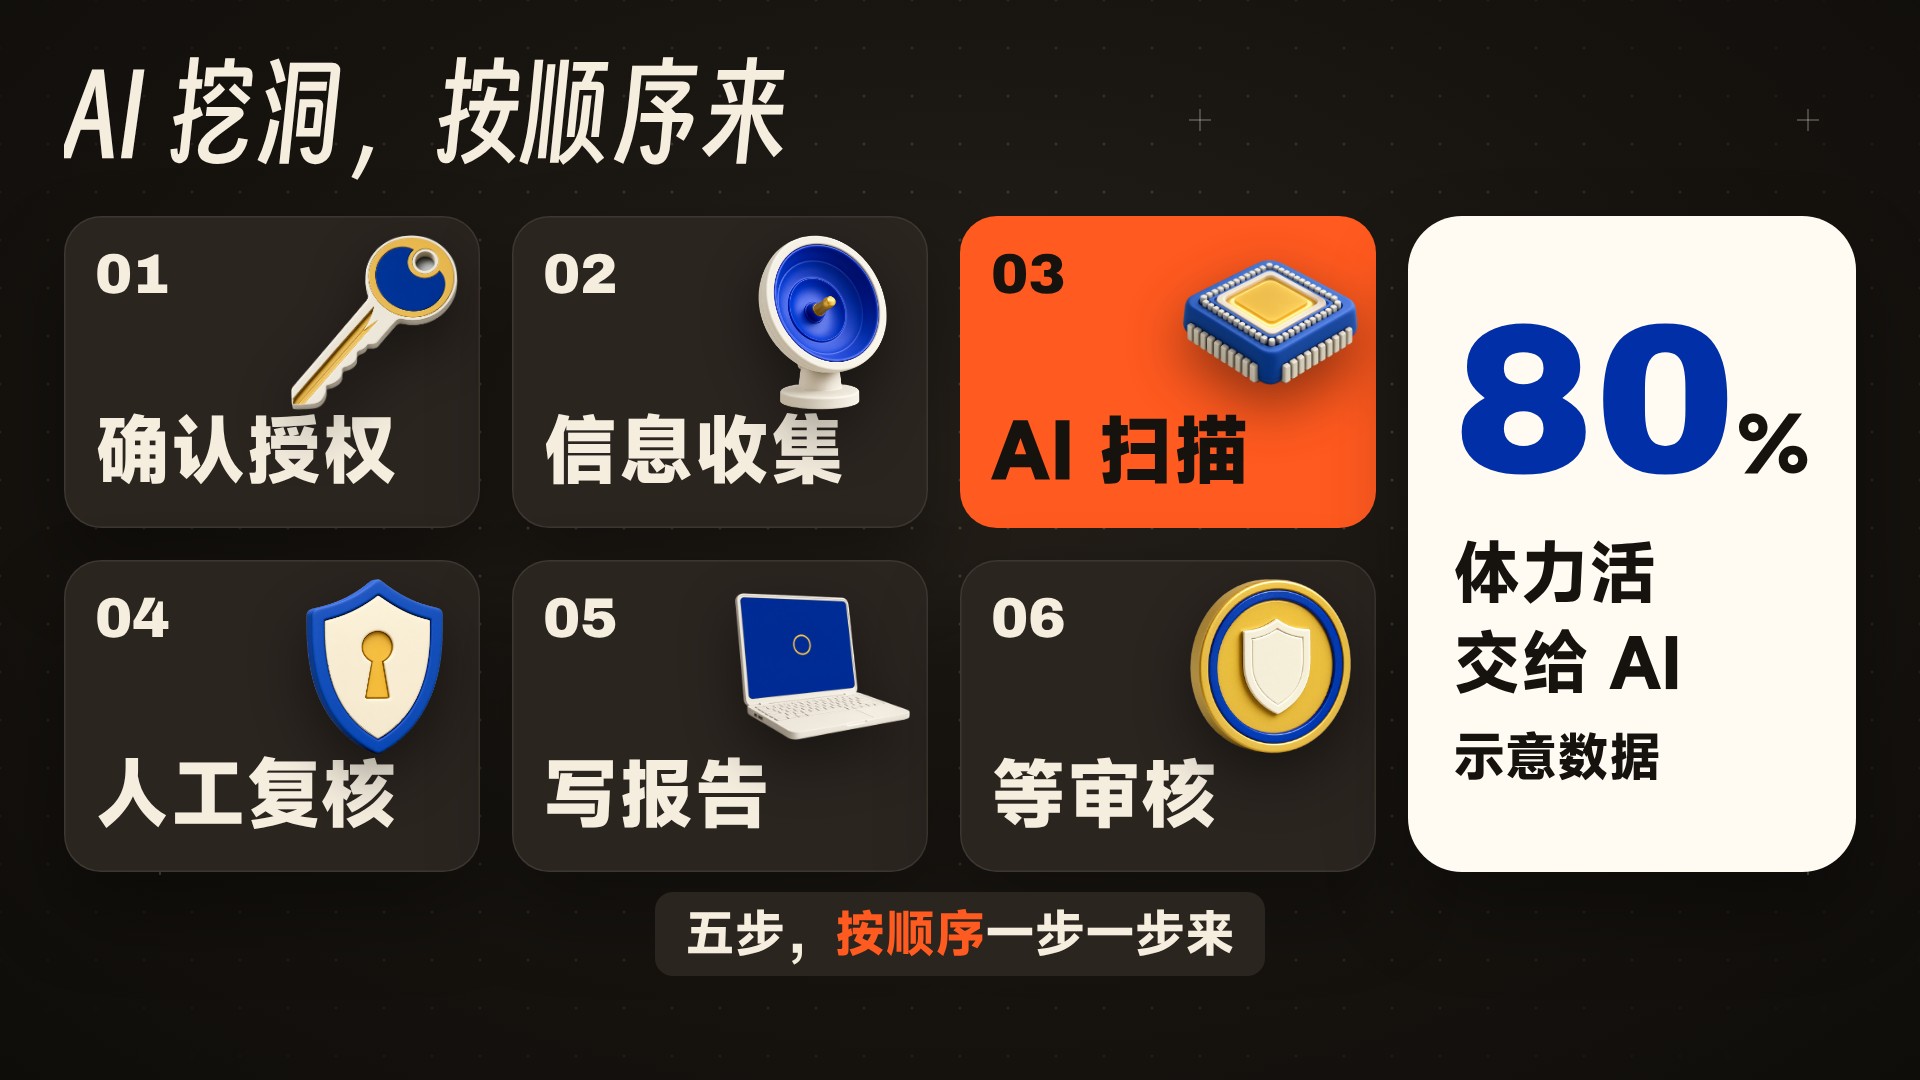 AI 挖洞，按顺序来
01
确认授权
02
信息收集
03
AI 扫描
04
人工复核
05
写报告
06
等审核
80%
体力活
交给 AI
示意数据
五步，按顺序一步一步来